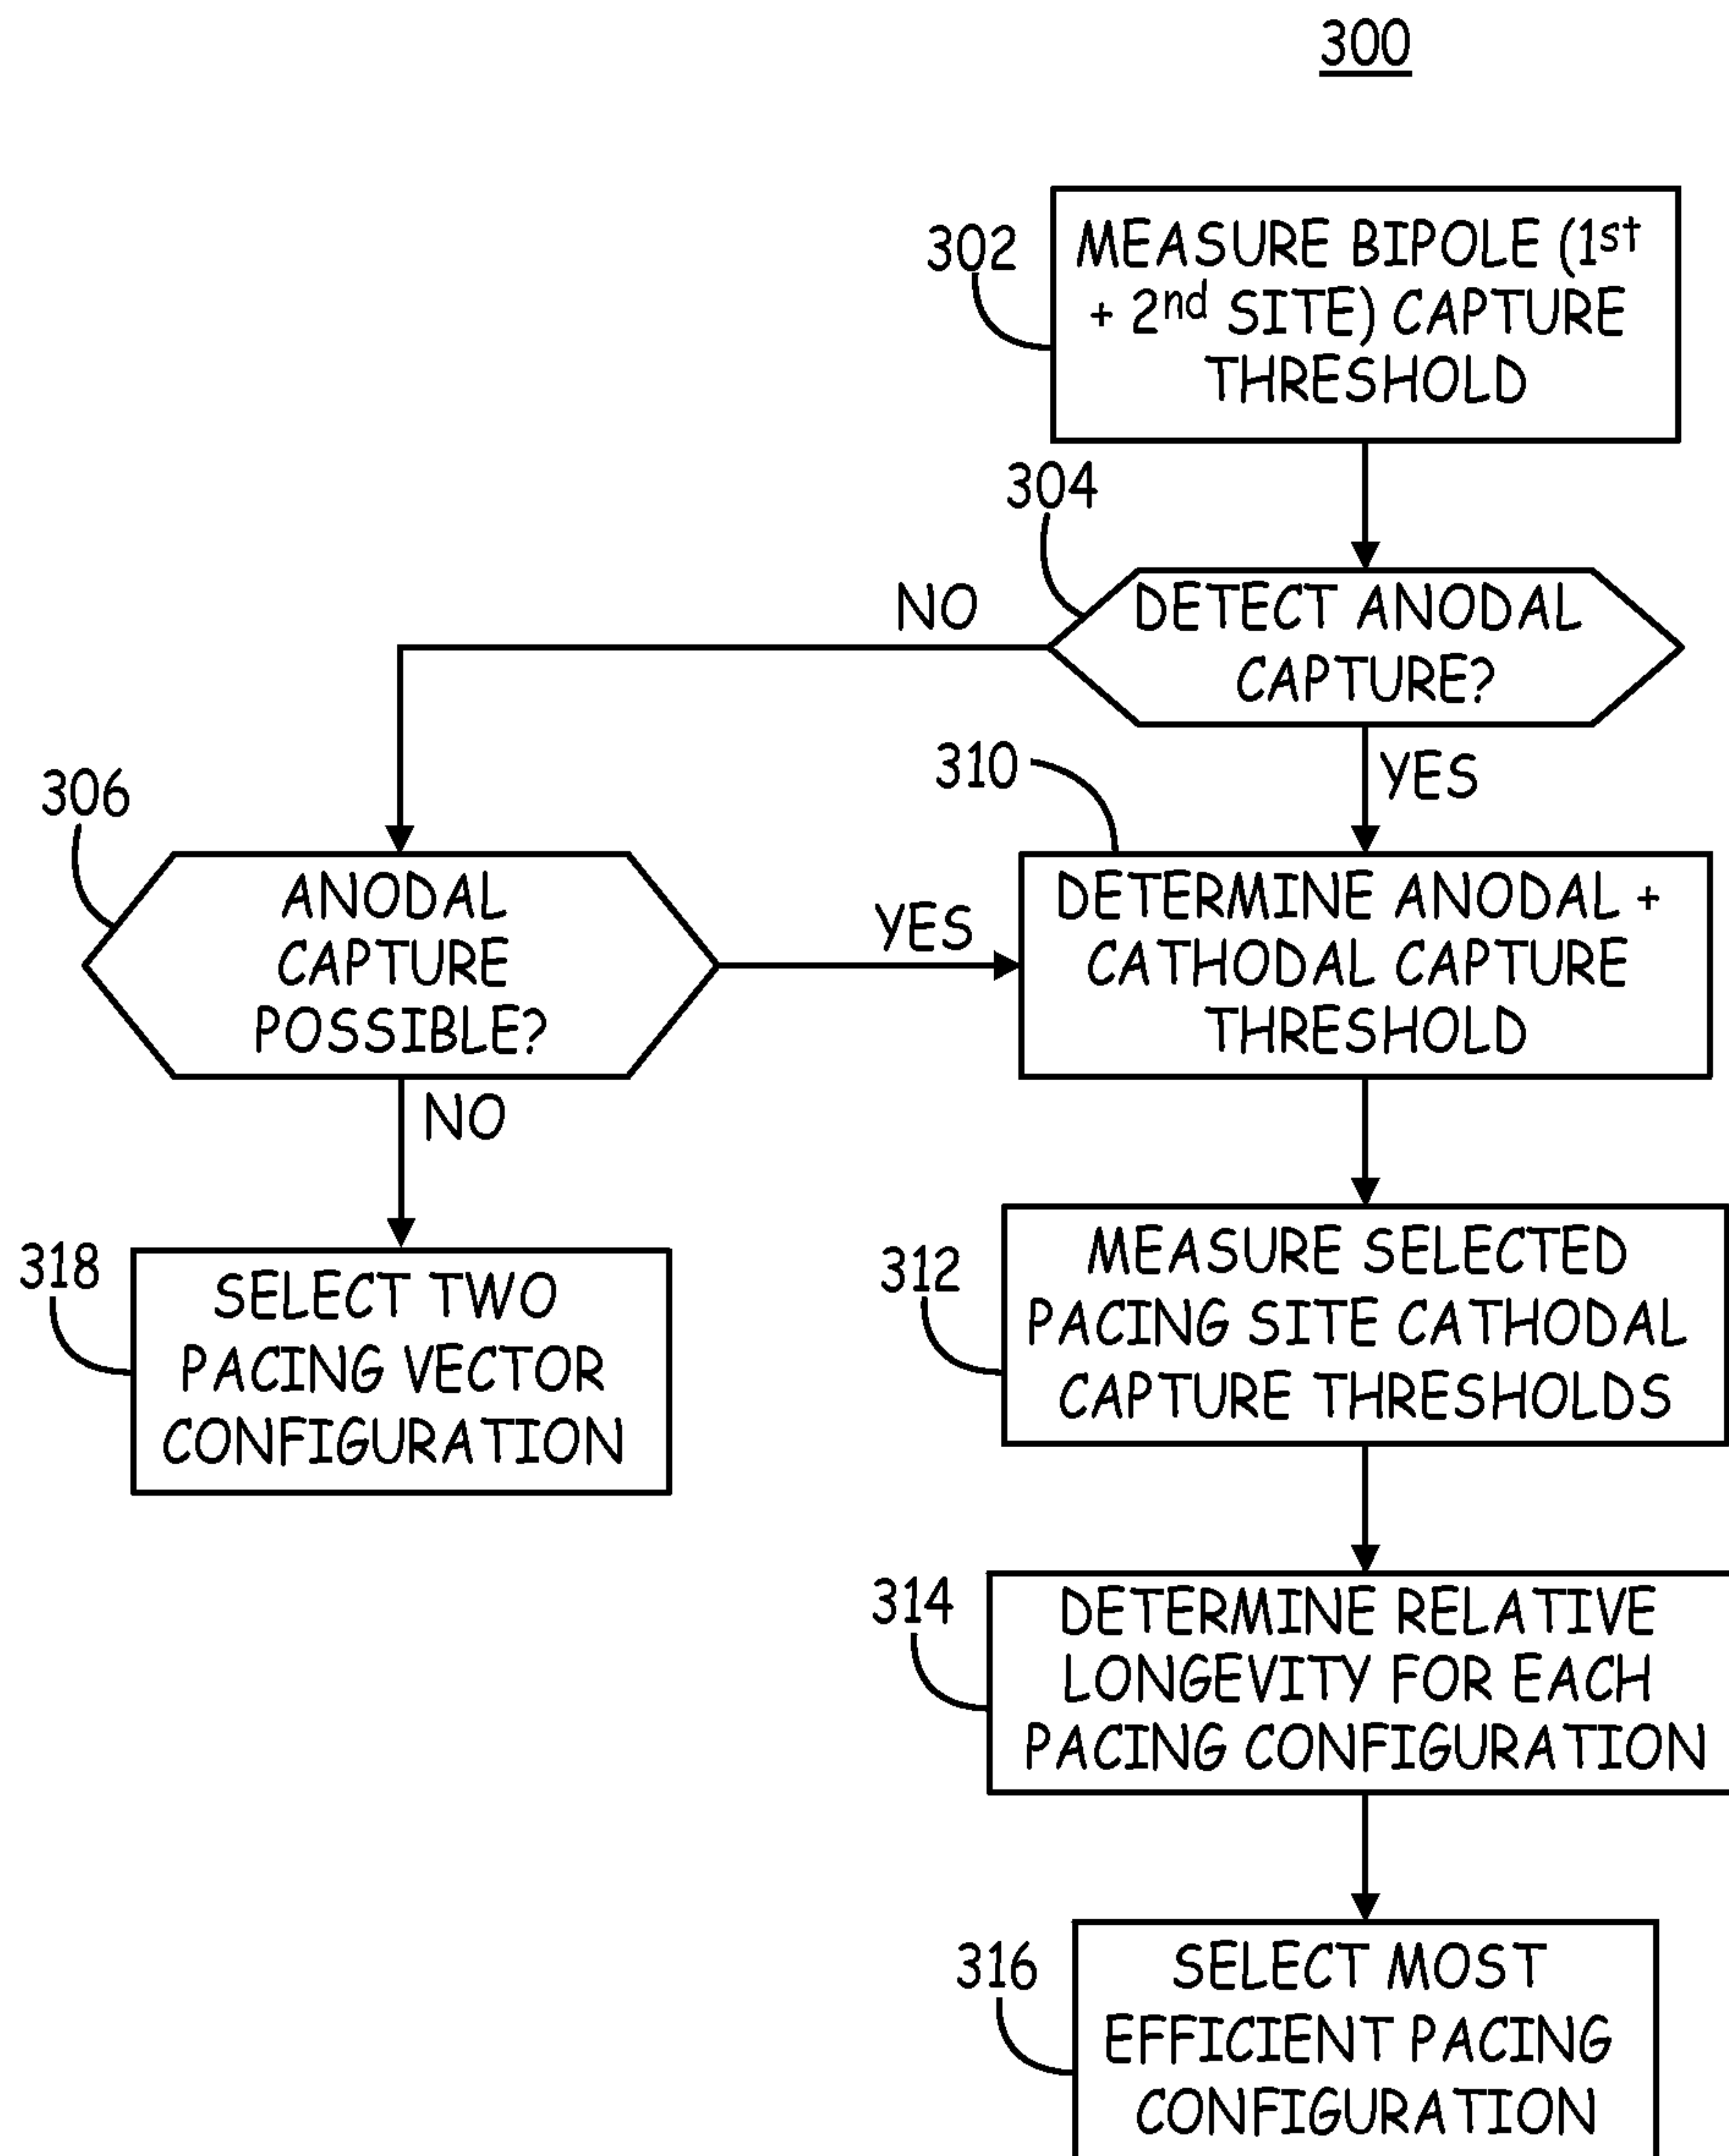 300
302
MEASURE BIPOLE (1st
+ 2nd SITE) CAPTURE
THRESHOLD
304
NO
DETECT ANODAL
CAPTURE?
310
YES
306
ANODAL
CAPTURE
POSSIBLE?
YES
DETERMINE ANODAL +
CATHODAL CAPTURE
THRESHOLD
NO
318
SELECT TWO
PACING VECTOR
CONFIGURATION
312
MEASURE SELECTED
PACING SITE CATHODAL
CAPTURE THRESHOLDS
314
DETERMINE RELATIVE
LONGEVITY FOR EACH
PACING CONFIGURATION
316
SELECT MOST
EFFICIENT PACING
CONFIGURATION